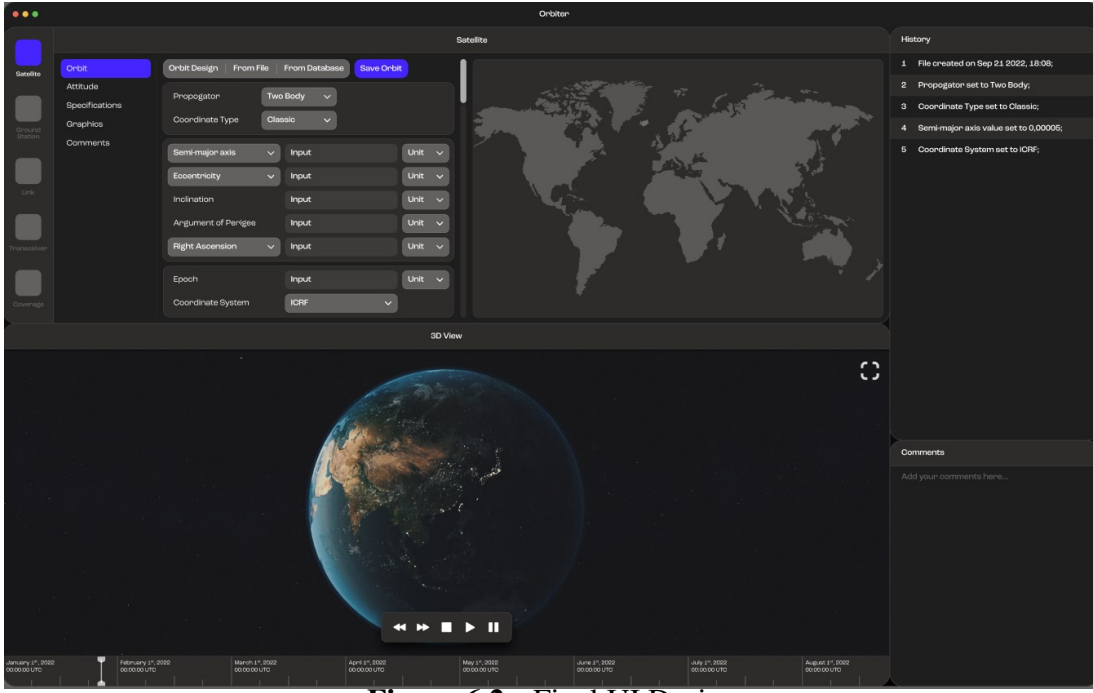 Orbiter
Satellite
Satellite
Ground
Station
Link
Transceiver
Coverage
Orbit
Attitude
Specifications
Graphics
Comments
Orbit Design From File From Database Save Orbit
Propogator Two Body
Coordinate Type Classic
Semi-major axis Input Unit
Eccentricity Input Unit
Inclination Input Unit
Argument of Perigee Input Unit
Right Ascension Input Unit
Epoch Input Unit
Coordinate System ICRF
History
1 File created on Sep 21 2022, 18:08;
2 Propogator set to Two Body;
3 Coordinate Type set to Classic;
4 Semi-major axis value set to 0,00005;
5 Coordinate System set to ICRF;
3D View
Comments
Add your comments here...
January 1st, 2022 February 1st, 2022 March 1st, 2022 April 1st, 2022 May 1st, 2022 June 1st, 2022 July 1st, 2022 August 1st, 2022
00:00:00 UTC 00:00:00 UTC 00:00:00 UTC 00:00:00 UTC 00:00:00 UTC 00:00:00 UTC 00:00:00 UTC 00:00:00 UTC
Final UI Design